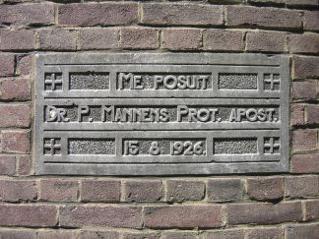 ME POSUIT.
DR. P. MANNENS PROT. APOST.
15. 8. 1926.